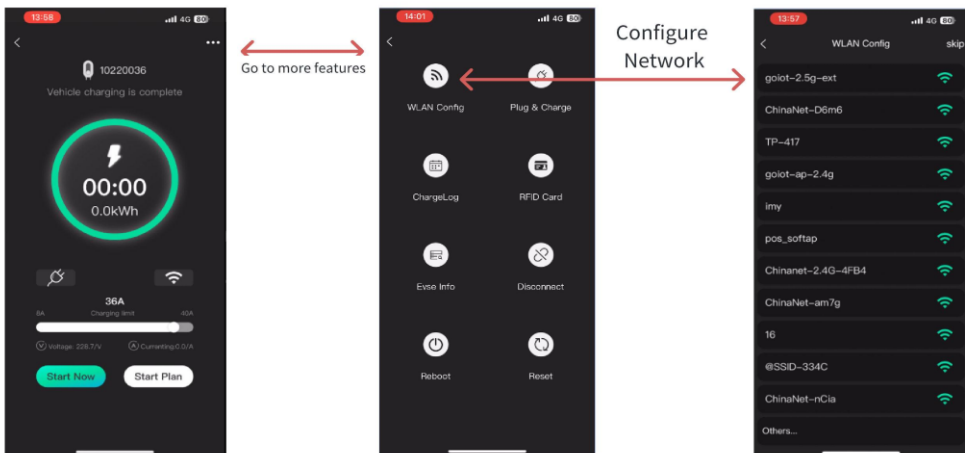 13:58
4G 80
10220036
Vehicle charging is complete
00:00
0.0kWh
36A
8A Charging limit 40A
Voltage: 228.7/V Currenting:0.0/A
Start Now Start Plan
Go to more features
14:01
4G 80
WLAN Config Plug & Charge
ChargeLog RFID Card
Evse Info Disconnect
Reboot Reset
Configure
Network
13:57
4G 80
WLAN Config skip
goiot-2.5g-ext
ChinaNet-D6m6
TP-417
goiot-ap-2.4g
imy
pos_softap
Chinanet-2.4G-4FB4
ChinaNet-am7g
16
@SSID-334C
ChinaNet-nCia
Others...